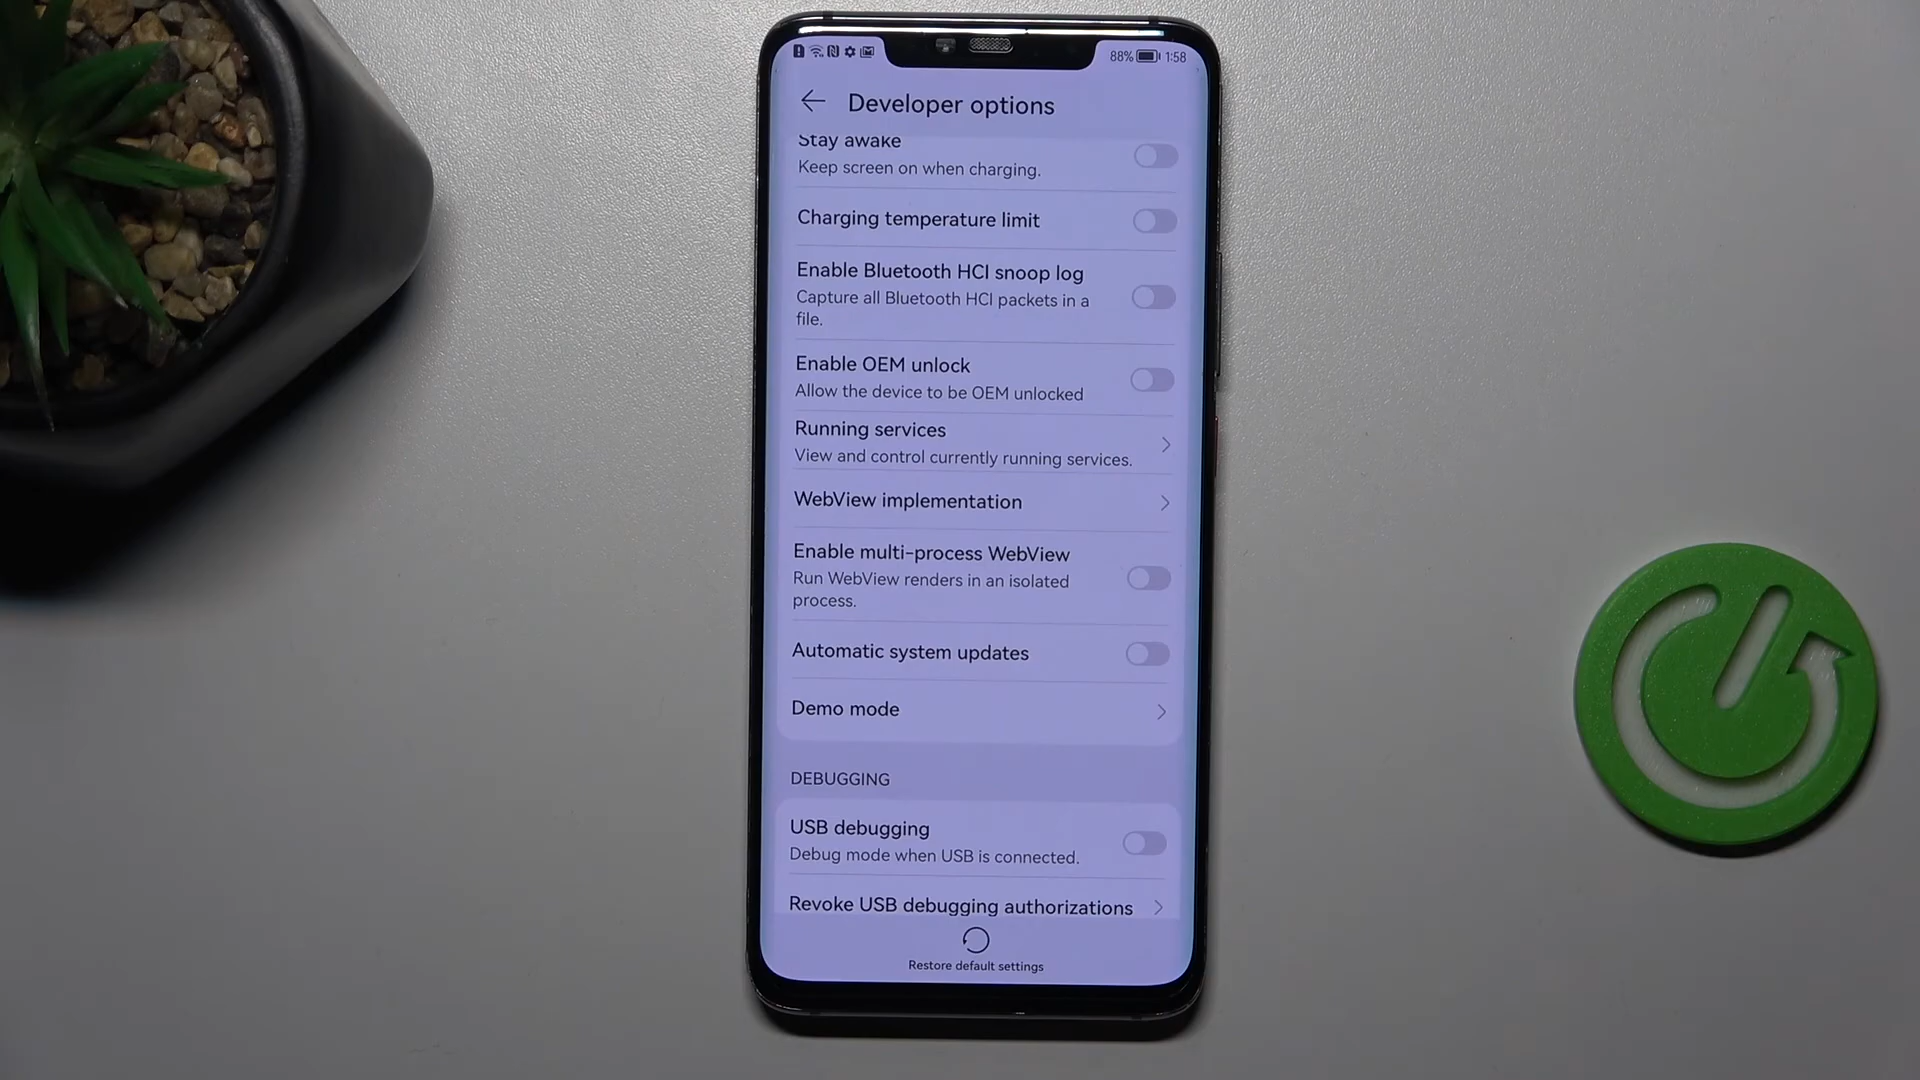 88% 1:58
Developer options
Stay awake
Keep screen on when charging.
Charging temperature limit
Enable Bluetooth HCI snoop log
Capture all Bluetooth HCI packets in a
file.
Enable OEM unlock
Allow the device to be OEM unlocked
Running services
View and control currently running services.
WebView implementation
Enable multi-process WebView
Run WebView renders in an isolated
process.
Automatic system updates
Demo mode
DEBUGGING
USB debugging
Debug mode when USB is connected.
Revoke USB debugging authorizations
Restore default settings